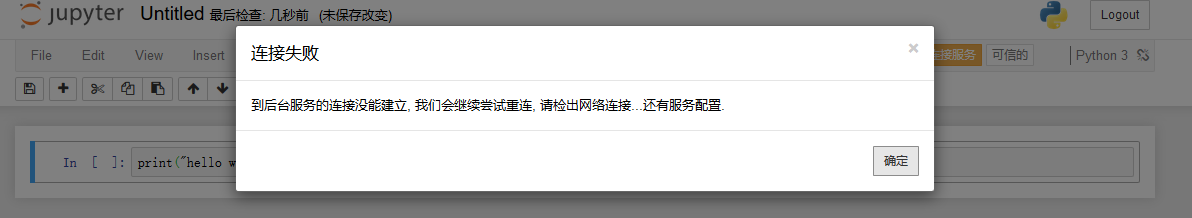 jupyter Untitled 最后检查: 几秒前 (未保存改变) Logout
连接失败
File Edit View Insert 连接服务 可信的 Python 3
到后台服务的连接没能建立, 我们会继续尝试重连, 请检出网络连接...还有服务配置.
确定
In [ ]: print("hello w